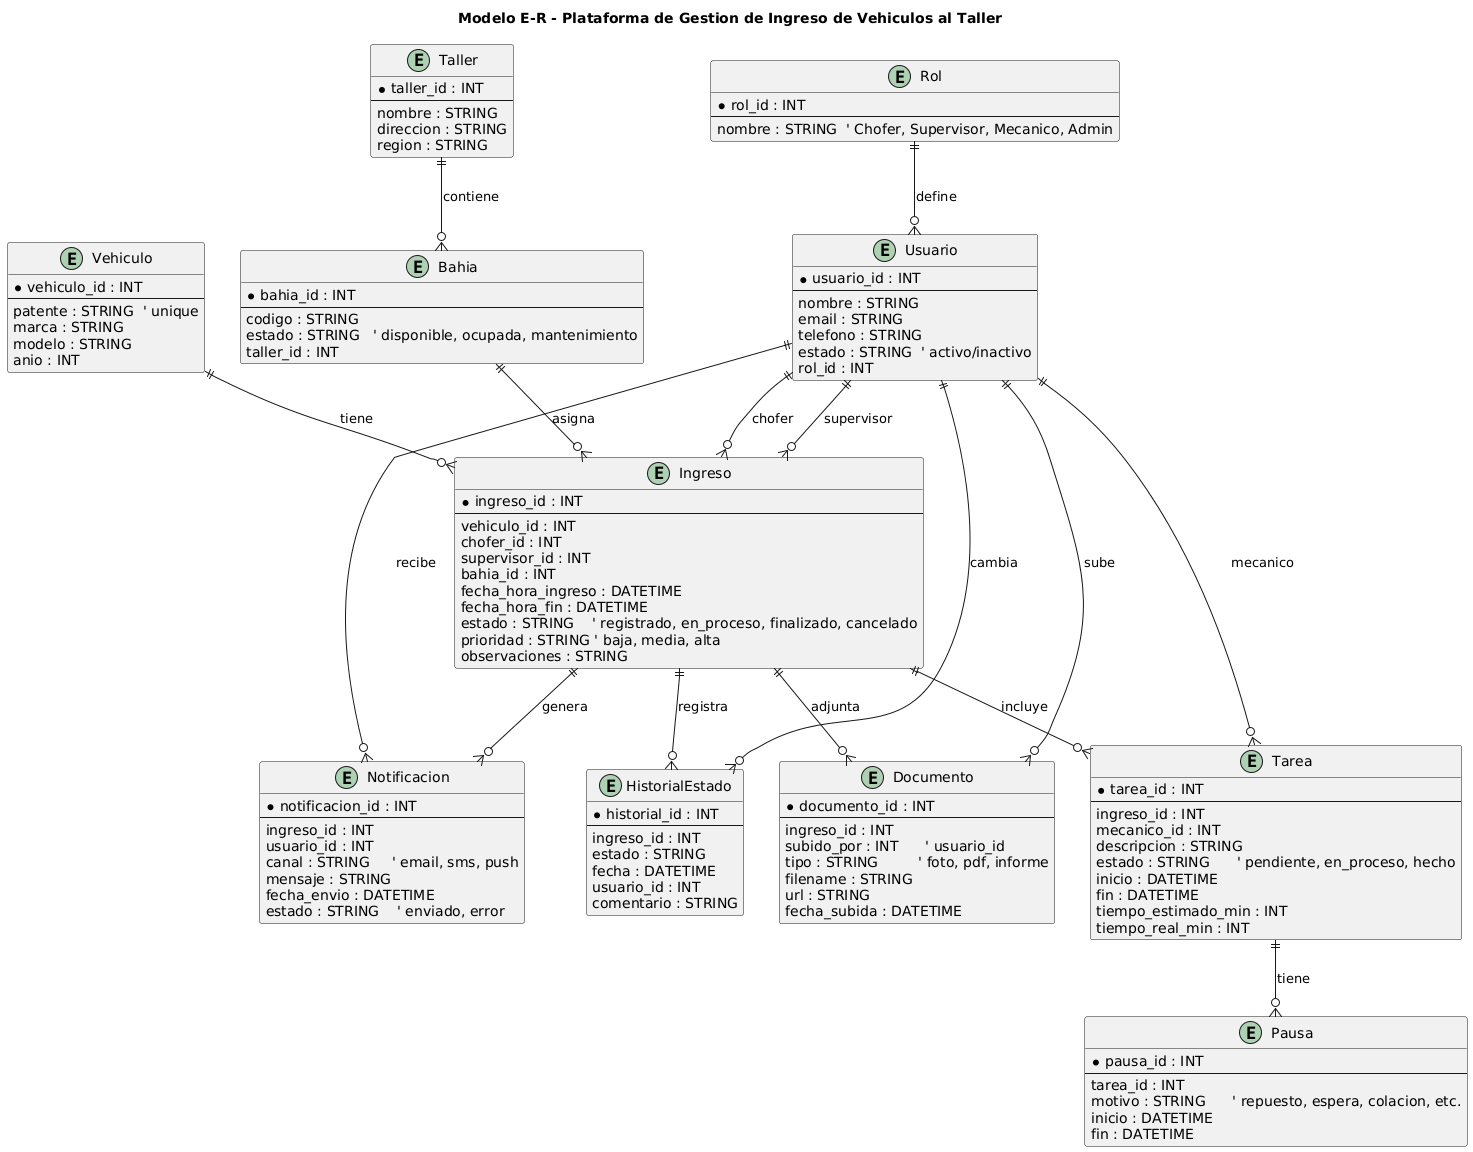 Modelo E-R - Plataforma de Gestion de Ingreso de Vehiculos al Taller
E Taller
* taller_id : INT
nombre : STRING
direccion : STRING
region : STRING
E Rol
* rol_id : INT
nombre : STRING  ' Chofer, Supervisor, Mecanico, Admin
contiene
define
E Vehiculo
* vehiculo_id : INT
patente : STRING  ' unique
marca : STRING
modelo : STRING
anio : INT
E Bahia
* bahia_id : INT
codigo : STRING
estado : STRING   ' disponible, ocupada, mantenimiento
taller_id : INT
E Usuario
* usuario_id : INT
nombre : STRING
email : STRING
telefono : STRING
estado : STRING  ' activo/inactivo
rol_id : INT
tiene
asigna
chofer
supervisor
E Ingreso
* ingreso_id : INT
vehiculo_id : INT
chofer_id : INT
supervisor_id : INT
bahia_id : INT
fecha_hora_ingreso : DATETIME
fecha_hora_fin : DATETIME
estado : STRING    ' registrado, en_proceso, finalizado, cancelado
prioridad : STRING ' baja, media, alta
observaciones : STRING
recibe
cambia
sube
mecanico
genera
registra
adjunta
incluye
E Notificacion
* notificacion_id : INT
ingreso_id : INT
usuario_id : INT
canal : STRING     ' email, sms, push
mensaje : STRING
fecha_envio : DATETIME
estado : STRING    ' enviado, error
E HistorialEstado
* historial_id : INT
ingreso_id : INT
estado : STRING
fecha : DATETIME
usuario_id : INT
comentario : STRING
E Documento
* documento_id : INT
ingreso_id : INT
subido_por : INT      ' usuario_id
tipo : STRING         ' foto, pdf, informe
filename : STRING
url : STRING
fecha_subida : DATETIME
E Tarea
* tarea_id : INT
ingreso_id : INT
mecanico_id : INT
descripcion : STRING
estado : STRING      ' pendiente, en_proceso, hecho
inicio : DATETIME
fin : DATETIME
tiempo_estimado_min : INT
tiempo_real_min : INT
tiene
E Pausa
* pausa_id : INT
tarea_id : INT
motivo : STRING      ' repuesto, espera, colacion, etc.
inicio : DATETIME
fin : DATETIME